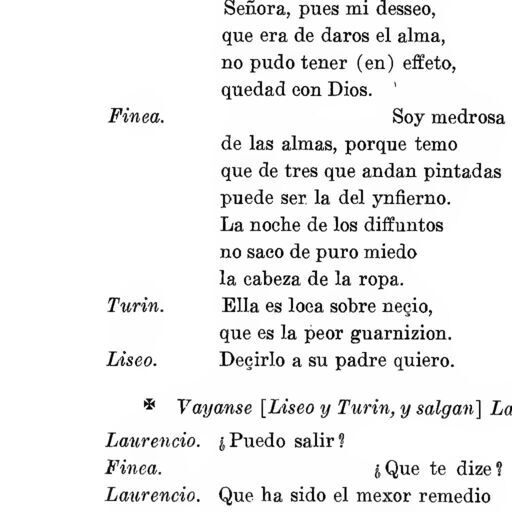 Señora, pues mi desseo,
que era de daros el alma,
no pudo tener (en) effeto,
quedad con Dios.
Finea. Soy medrosa
de las almas, porque temo
que de tres que andan pintadas
puede ser la del ynfierno.
La noche de los diffuntos
no saco de puro miedo
la cabeza de la ropa.
Turin. Ella es loca sobre neçio,
que es la peor guarnizion.
Liseo. Deçirlo a su padre quiero.
✠ Vayanse [Liseo y Turin, y salgan] La
Laurencio. ¿Puedo salir?
Finea. ¿Que te dize?
Laurencio. Que ha sido el mexor remedio